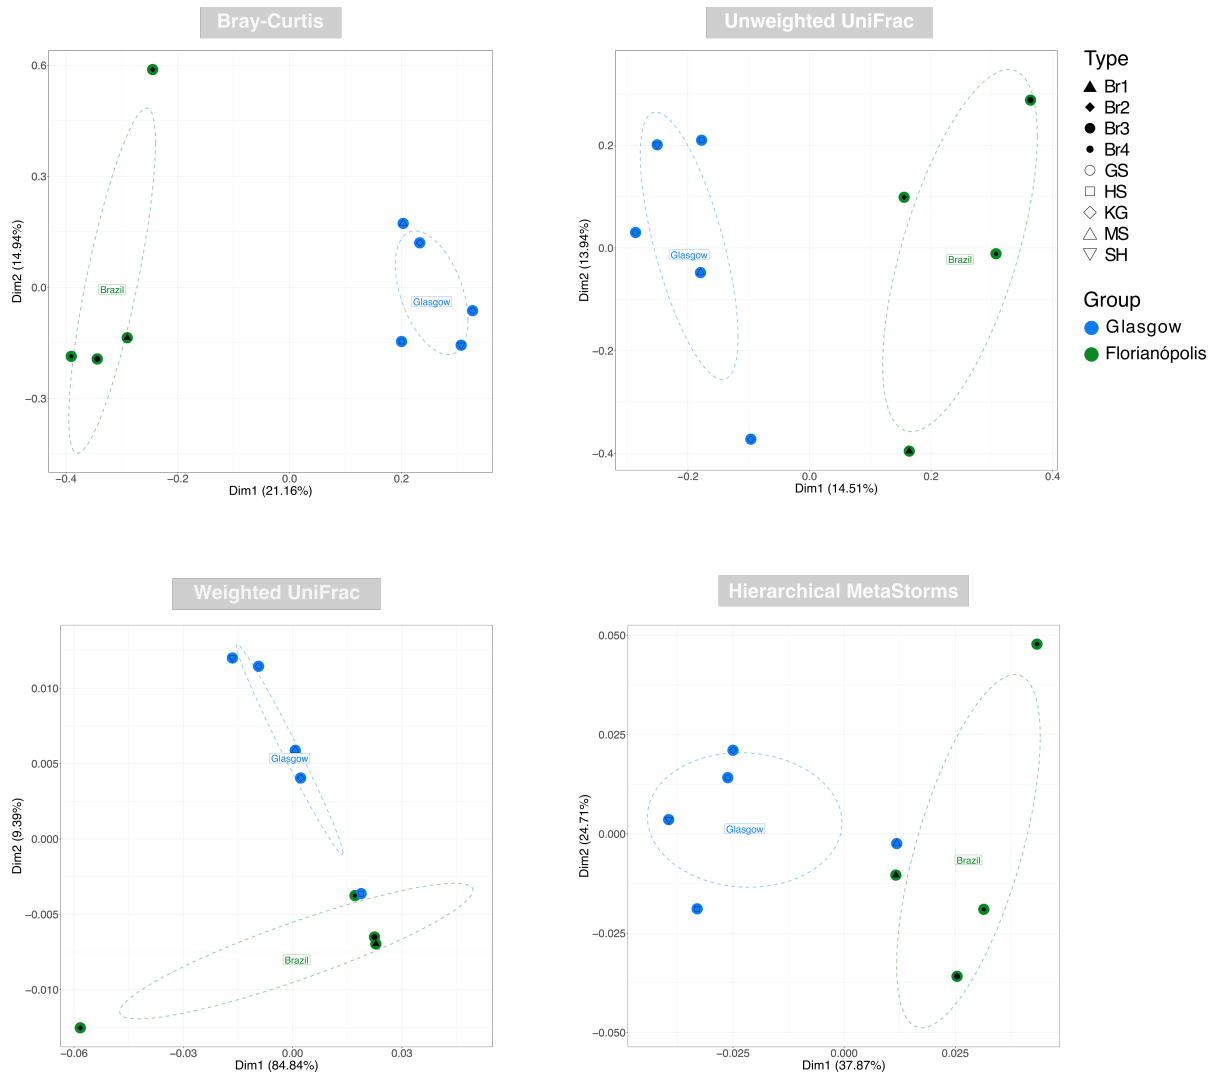 Bray-Curtis
Unweighted UniFrac
0.6
0.3
0.0
−0.3
Dim2 (14.94%)
Brazil
Glasgow
−0.4
−0.2
0.0
0.2
Dim1 (21.16%)
0.2
0.0
−0.2
−0.4
Dim2 (13.94%)
Glasgow
Brazil
−0.2
0.0
0.2
0.4
Dim1 (14.51%)
Type
Br1
Br2
Br3
Br4
GS
HS
KG
MS
SH
Group
Glasgow
Florianópolis
Weighted UniFrac
Hierarchical MetaStorms
0.010
0.005
0.000
−0.005
−0.010
Dim2 (9.39%)
Glasgow
Brazil
−0.06
−0.03
0.00
0.03
Dim1 (84.84%)
0.050
0.025
0.000
−0.025
−0.050
Dim2 (24.71%)
Glasgow
Brazil
−0.025
0.000
0.025
Dim1 (37.87%)